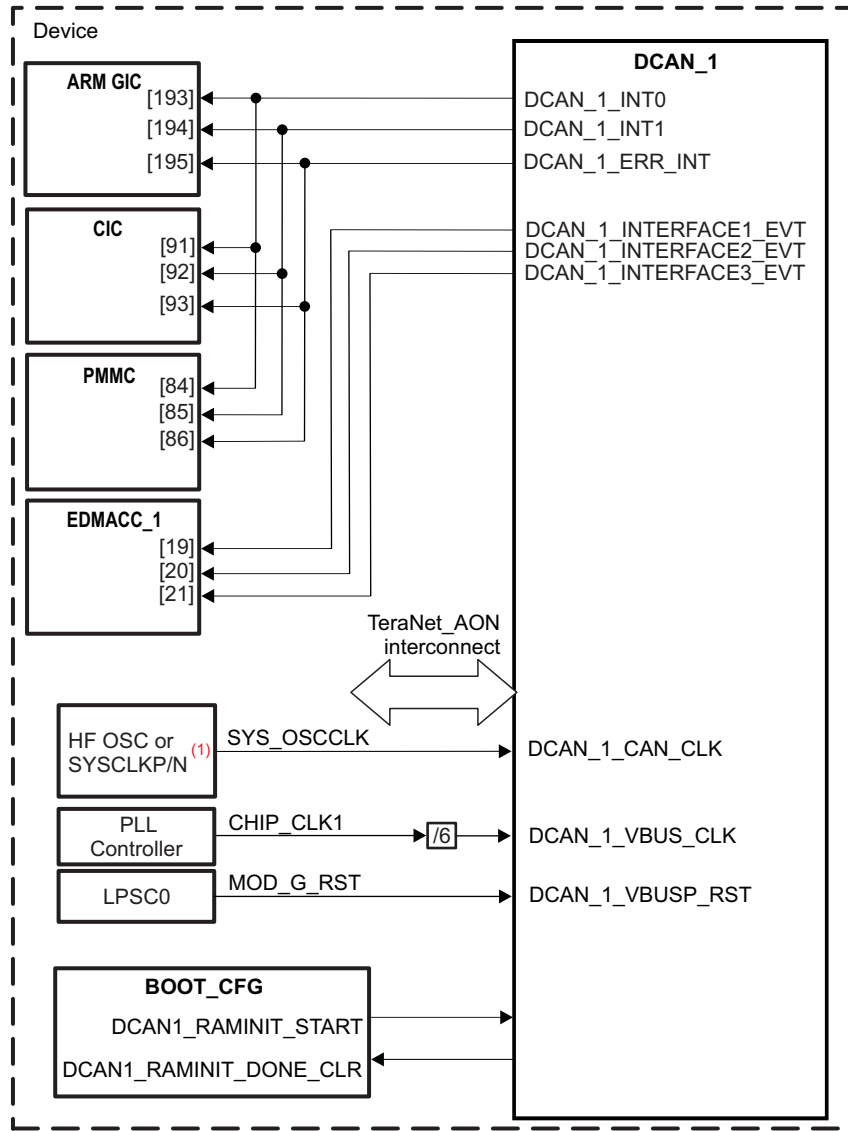 Device
ARM GIC
[193]
[194]
[195]
CIC
[91]
[92]
[93]
PMMC
[84]
[85]
[86]
EDMACC_1
[19]
[20]
[21]
DCAN_1
DCAN_1_INT0
DCAN_1_INT1
DCAN_1_ERR_INT
DCAN_1_INTERFACE1_EVT
DCAN_1_INTERFACE2_EVT
DCAN_1_INTERFACE3_EVT
TeraNet_AON
interconnect
HF OSC or
SYSCLKP/N (1)
SYS_OSCCLK
DCAN_1_CAN_CLK
PLL
Controller
CHIP_CLK1
/6
DCAN_1_VBUS_CLK
LPSC0
MOD_G_RST
DCAN_1_VBUSP_RST
BOOT_CFG
DCAN1_RAMINIT_START
DCAN1_RAMINIT_DONE_CLR